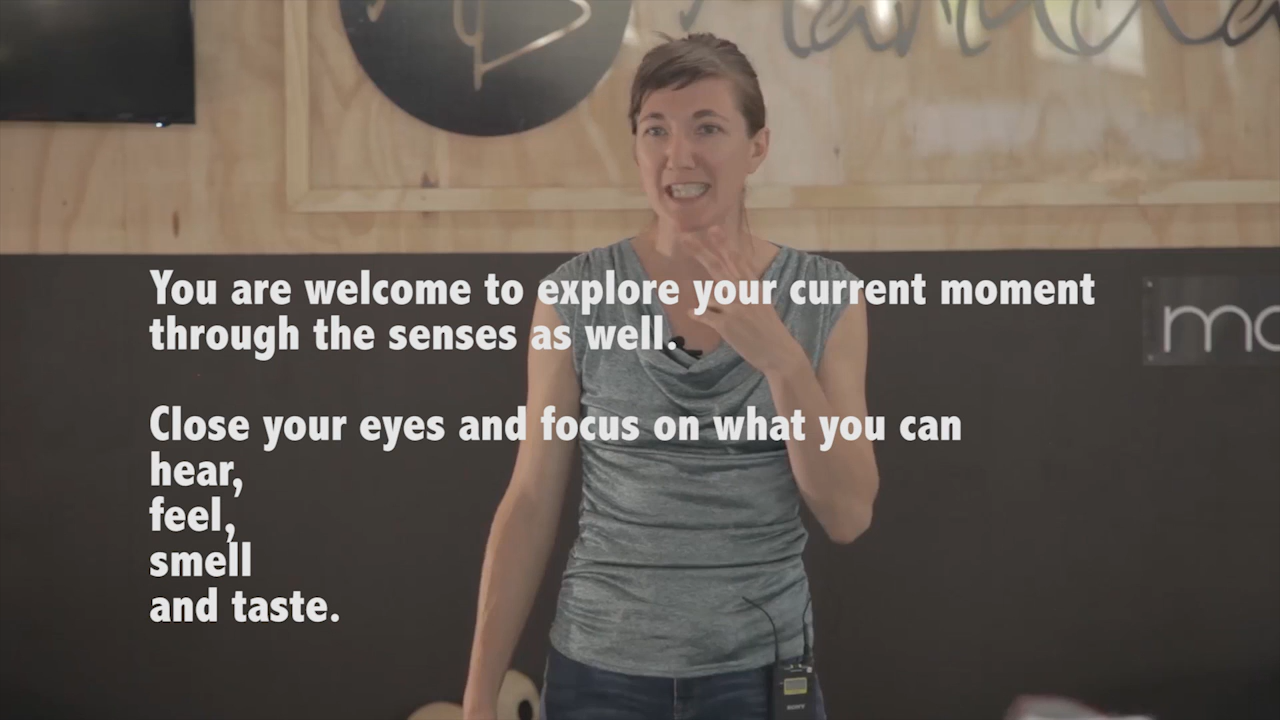 You are welcome to explore your current moment
through the senses as well.
Close your eyes and focus on what you can
hear,
feel,
smell
and taste.
SONY